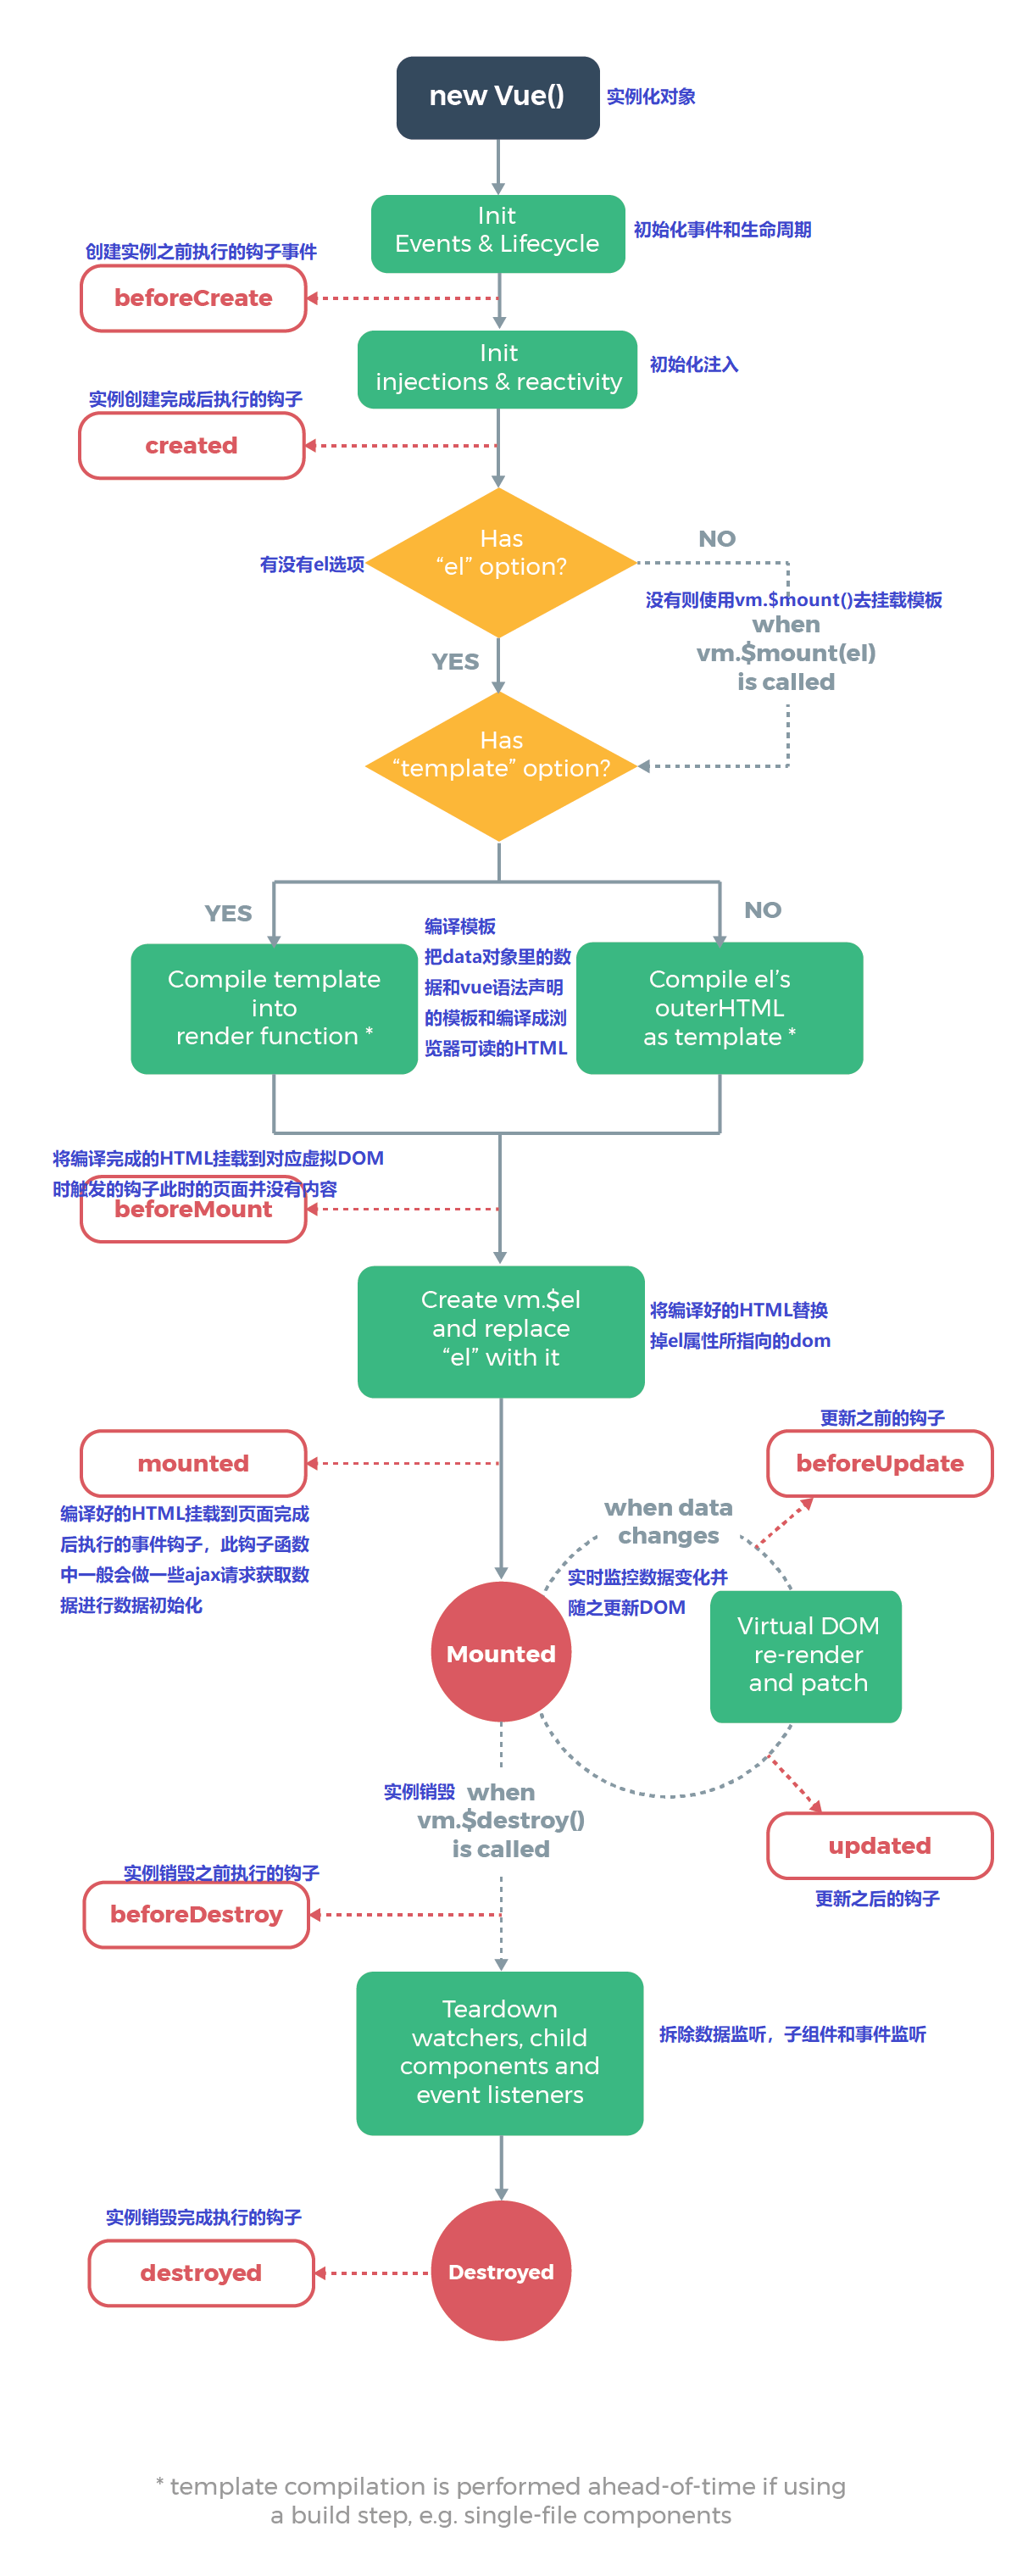 new Vue()
实例化对象
Init
Events & Lifecycle
初始化事件和生命周期
创建实例之前执行的钩子事件
beforeCreate
Init
injections & reactivity
初始化注入
实例创建完成后执行的钩子
created
Has
“el” option?
有没有el选项
NO
没有则使用vm.$mount()去挂载模板
when
vm.$mount(el)
is called
YES
Has
“template” option?
YES
NO
Compile template
into
render function *
编译模板
把data对象里的数
据和vue语法声明
的模板和编译成浏
览器可读的HTML
Compile el’s
outerHTML
as template *
将编译完成的HTML挂载到对应虚拟DOM
时触发的钩子此时的页面并没有内容
beforeMount
Create vm.$el
and replace
“el” with it
将编译好的HTML替换
掉el属性所指向的dom
mounted
编译好的HTML挂载到页面完成
后执行的事件钩子，此钩子函数
中一般会做一些ajax请求获取数
据进行数据初始化
更新之前的钩子
beforeUpdate
when data
changes
实时监控数据变化并
随之更新DOM
Mounted
Virtual DOM
re-render
and patch
实例销毁
when
vm.$destroy()
is called
updated
更新之后的钩子
实例销毁之前执行的钩子
beforeDestroy
Teardown
watchers, child
components and
event listeners
拆除数据监听，子组件和事件监听
实例销毁完成执行的钩子
destroyed
Destroyed
* template compilation is performed ahead-of-time if using
a build step, e.g. single-file components